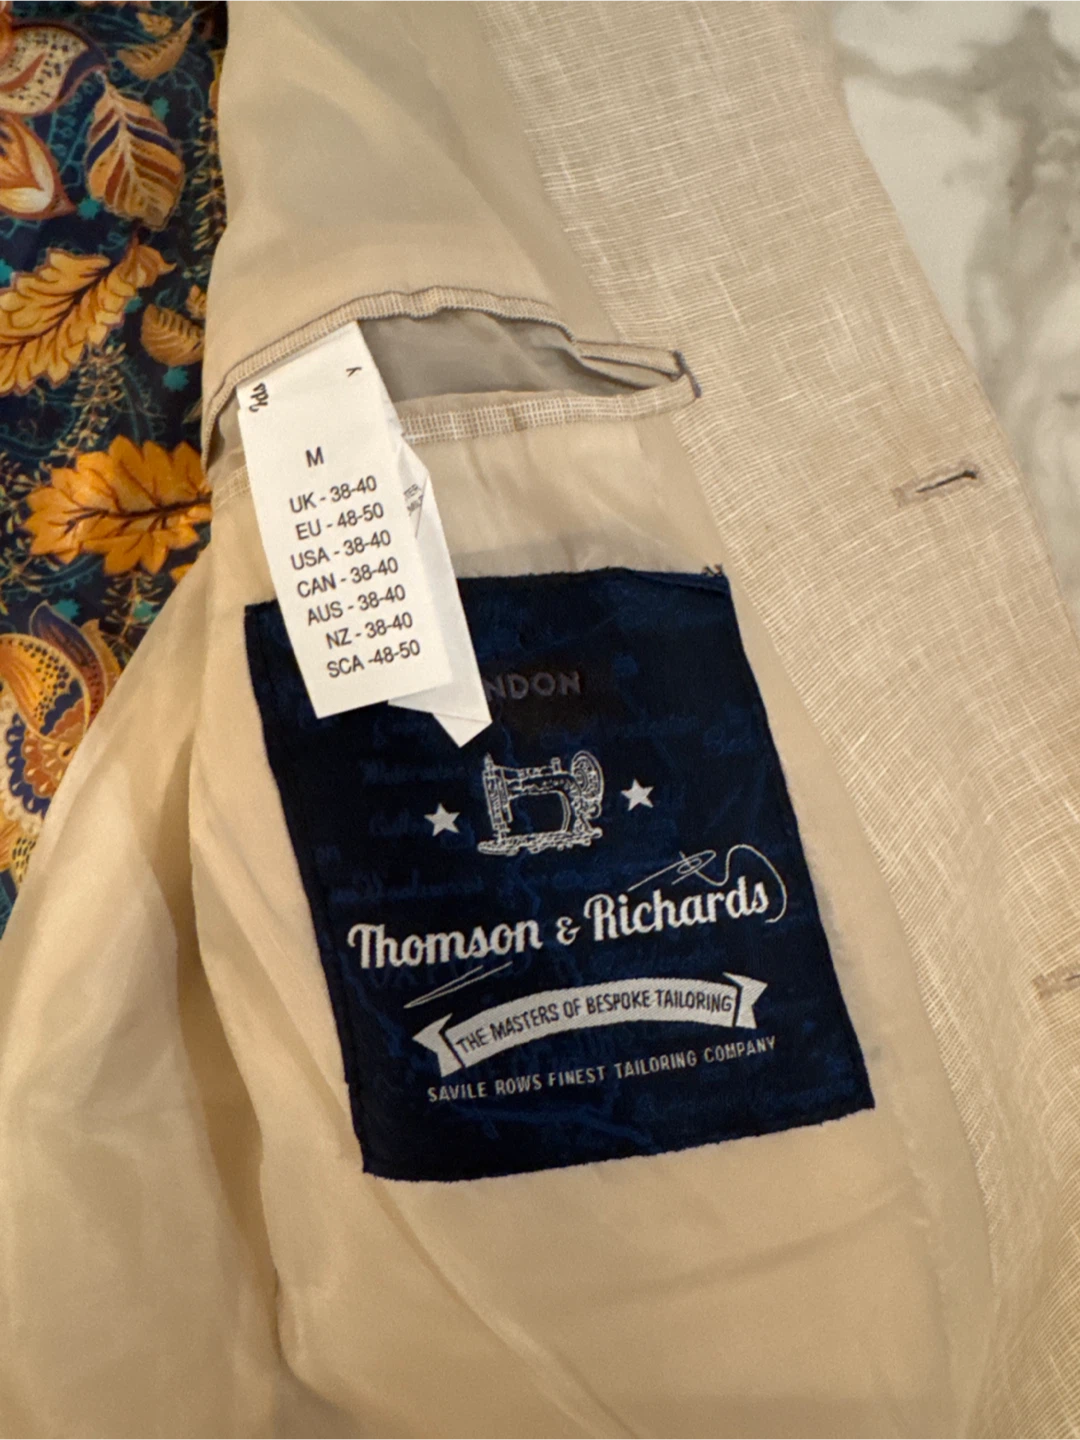 M
UK - 38-40
EU - 48-50
USA - 38-40
CAN - 38-40
AUS - 38-40
NZ - 38-40
SCA -48-50
NDON
Thomson & Richards
THE MASTERS OF BESPOKE TAILORING
SAVILE ROWS FINEST TAILORING COMPANY